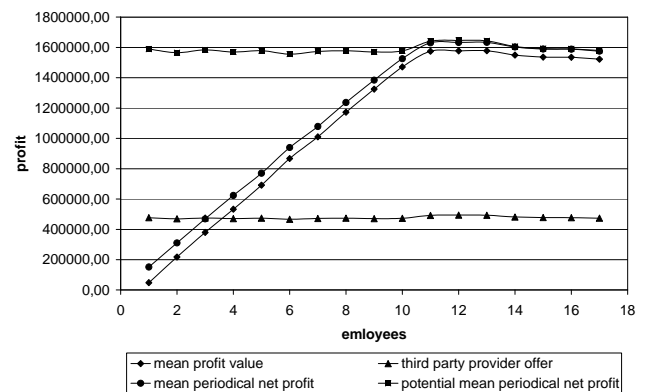 1800000,00
1600000,00
1400000,00
1200000,00
1000000,00
800000,00
600000,00
400000,00
200000,00
0,00
profit
0 2 4 6 8 10 12 14 16 18
emloyees
mean profit value third party provider offer
mean periodical net profit potential mean periodical net profit